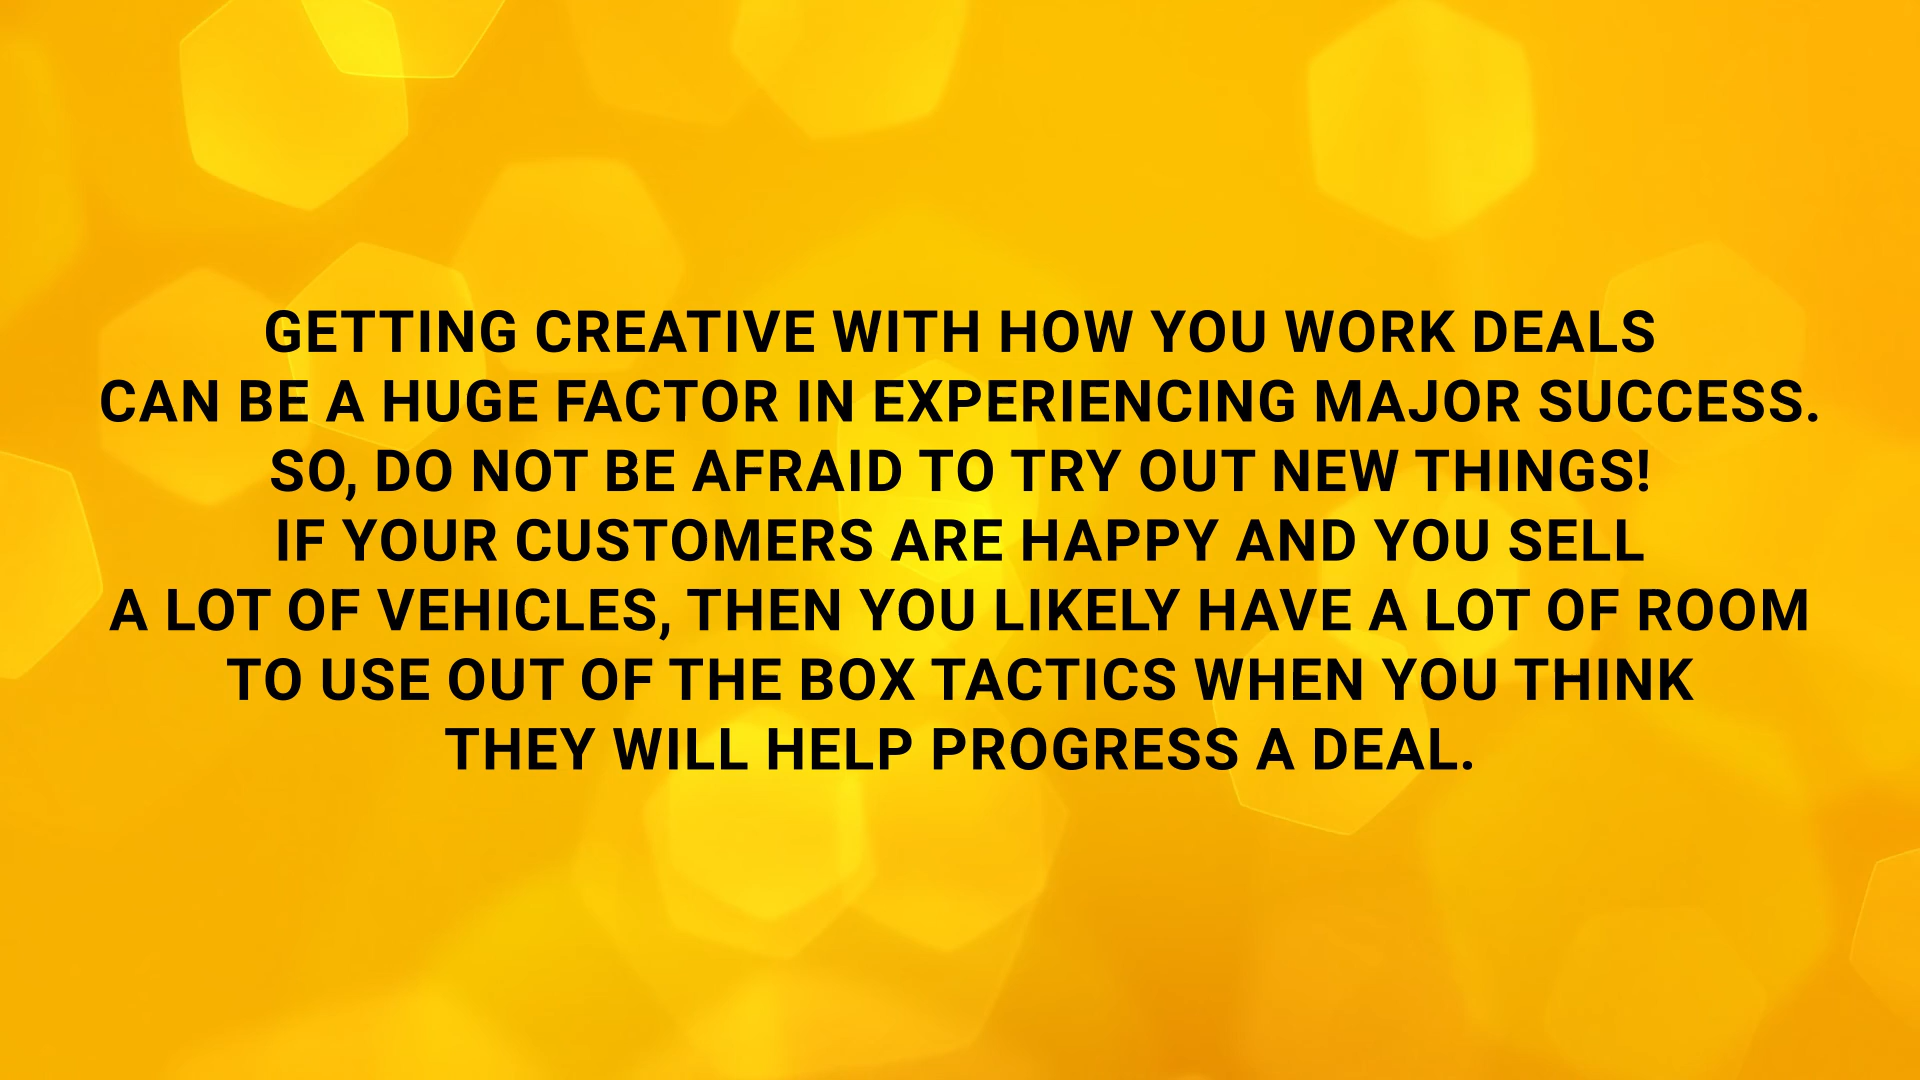 GETTING CREATIVE WITH HOW YOU WORK DEALS
CAN BE A HUGE FACTOR IN EXPERIENCING MAJOR SUCCESS.
SO, DO NOT BE AFRAID TO TRY OUT NEW THINGS!
IF YOUR CUSTOMERS ARE HAPPY AND YOU SELL
A LOT OF VEHICLES, THEN YOU LIKELY HAVE A LOT OF ROOM
TO USE OUT OF THE BOX TACTICS WHEN YOU THINK
THEY WILL HELP PROGRESS A DEAL.